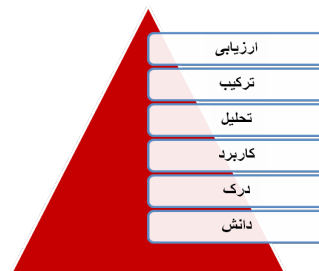 ارزیابی
ترکیب
تحلیل
کاربرد
درک
دانش